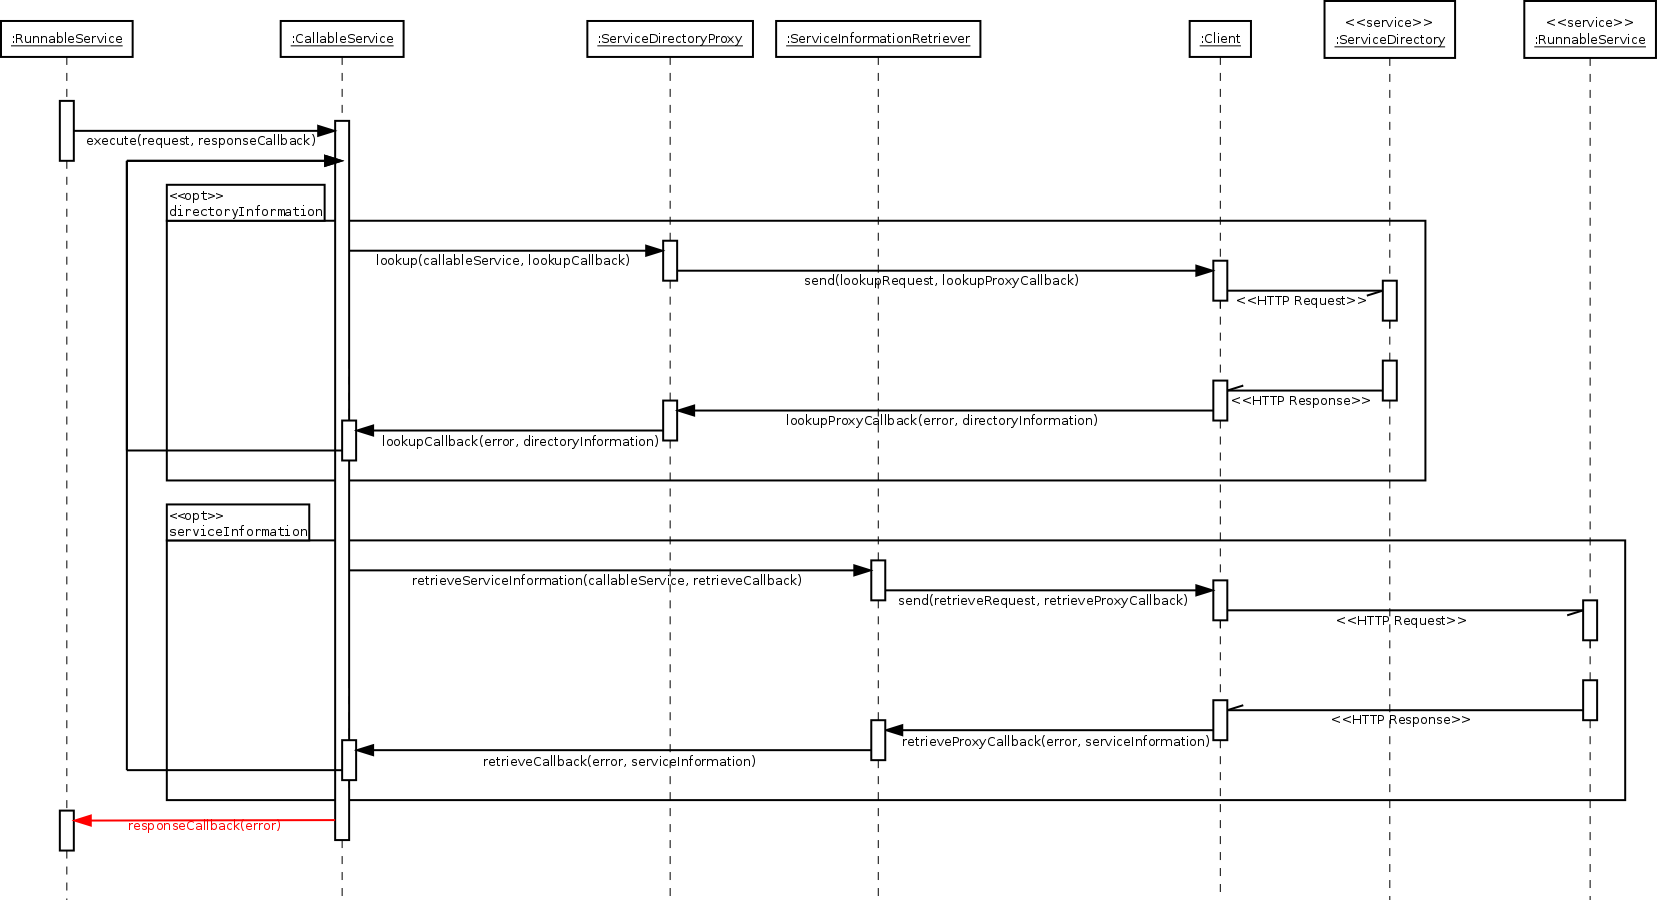 :RunnableService
:CallableService
:ServiceDirectoryProxy
:ServiceInformationRetriever
:Client
<<service>>
:ServiceDirectory
<<service>>
:RunnableService
execute(request, responseCallback)
<<opt>>
directoryInformation
lookup(callableService, lookupCallback)
send(lookupRequest, lookupProxyCallback)
<<HTTP Request>>
<<HTTP Response>>
lookupProxyCallback(error, directoryInformation)
lookupCallback(error, directoryInformation)
<<opt>>
serviceInformation
retrieveServiceInformation(callableService, retrieveCallback)
send(retrieveRequest, retrieveProxyCallback)
<<HTTP Request>>
<<HTTP Response>>
retrieveProxyCallback(error, serviceInformation)
retrieveCallback(error, serviceInformation)
responseCallback(error)